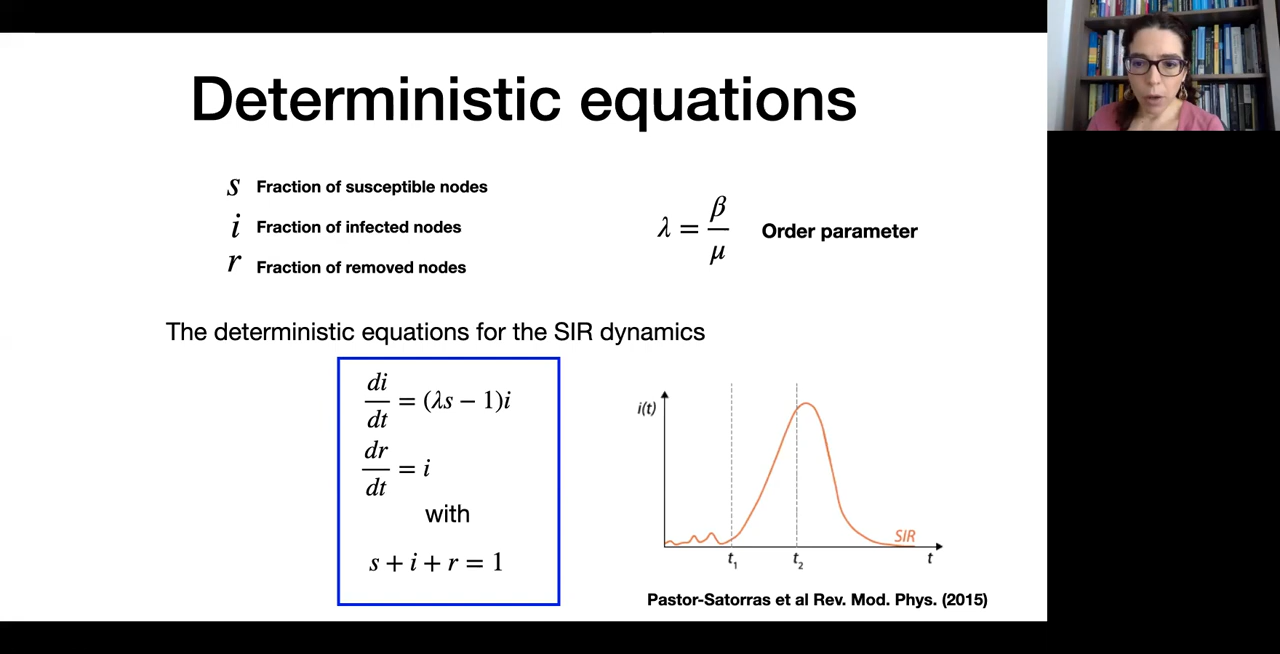 Deterministic equations
s Fraction of susceptible nodes
i Fraction of infected nodes
r Fraction of removed nodes
λ = β/μ Order parameter
The deterministic equations for the SIR dynamics
di/dt = (λs − 1)i
dr/dt = i
with
s + i + r = 1
i(t)
SIR
t₁ t₂ t
Pastor-Satorras et al Rev. Mod. Phys. (2015)